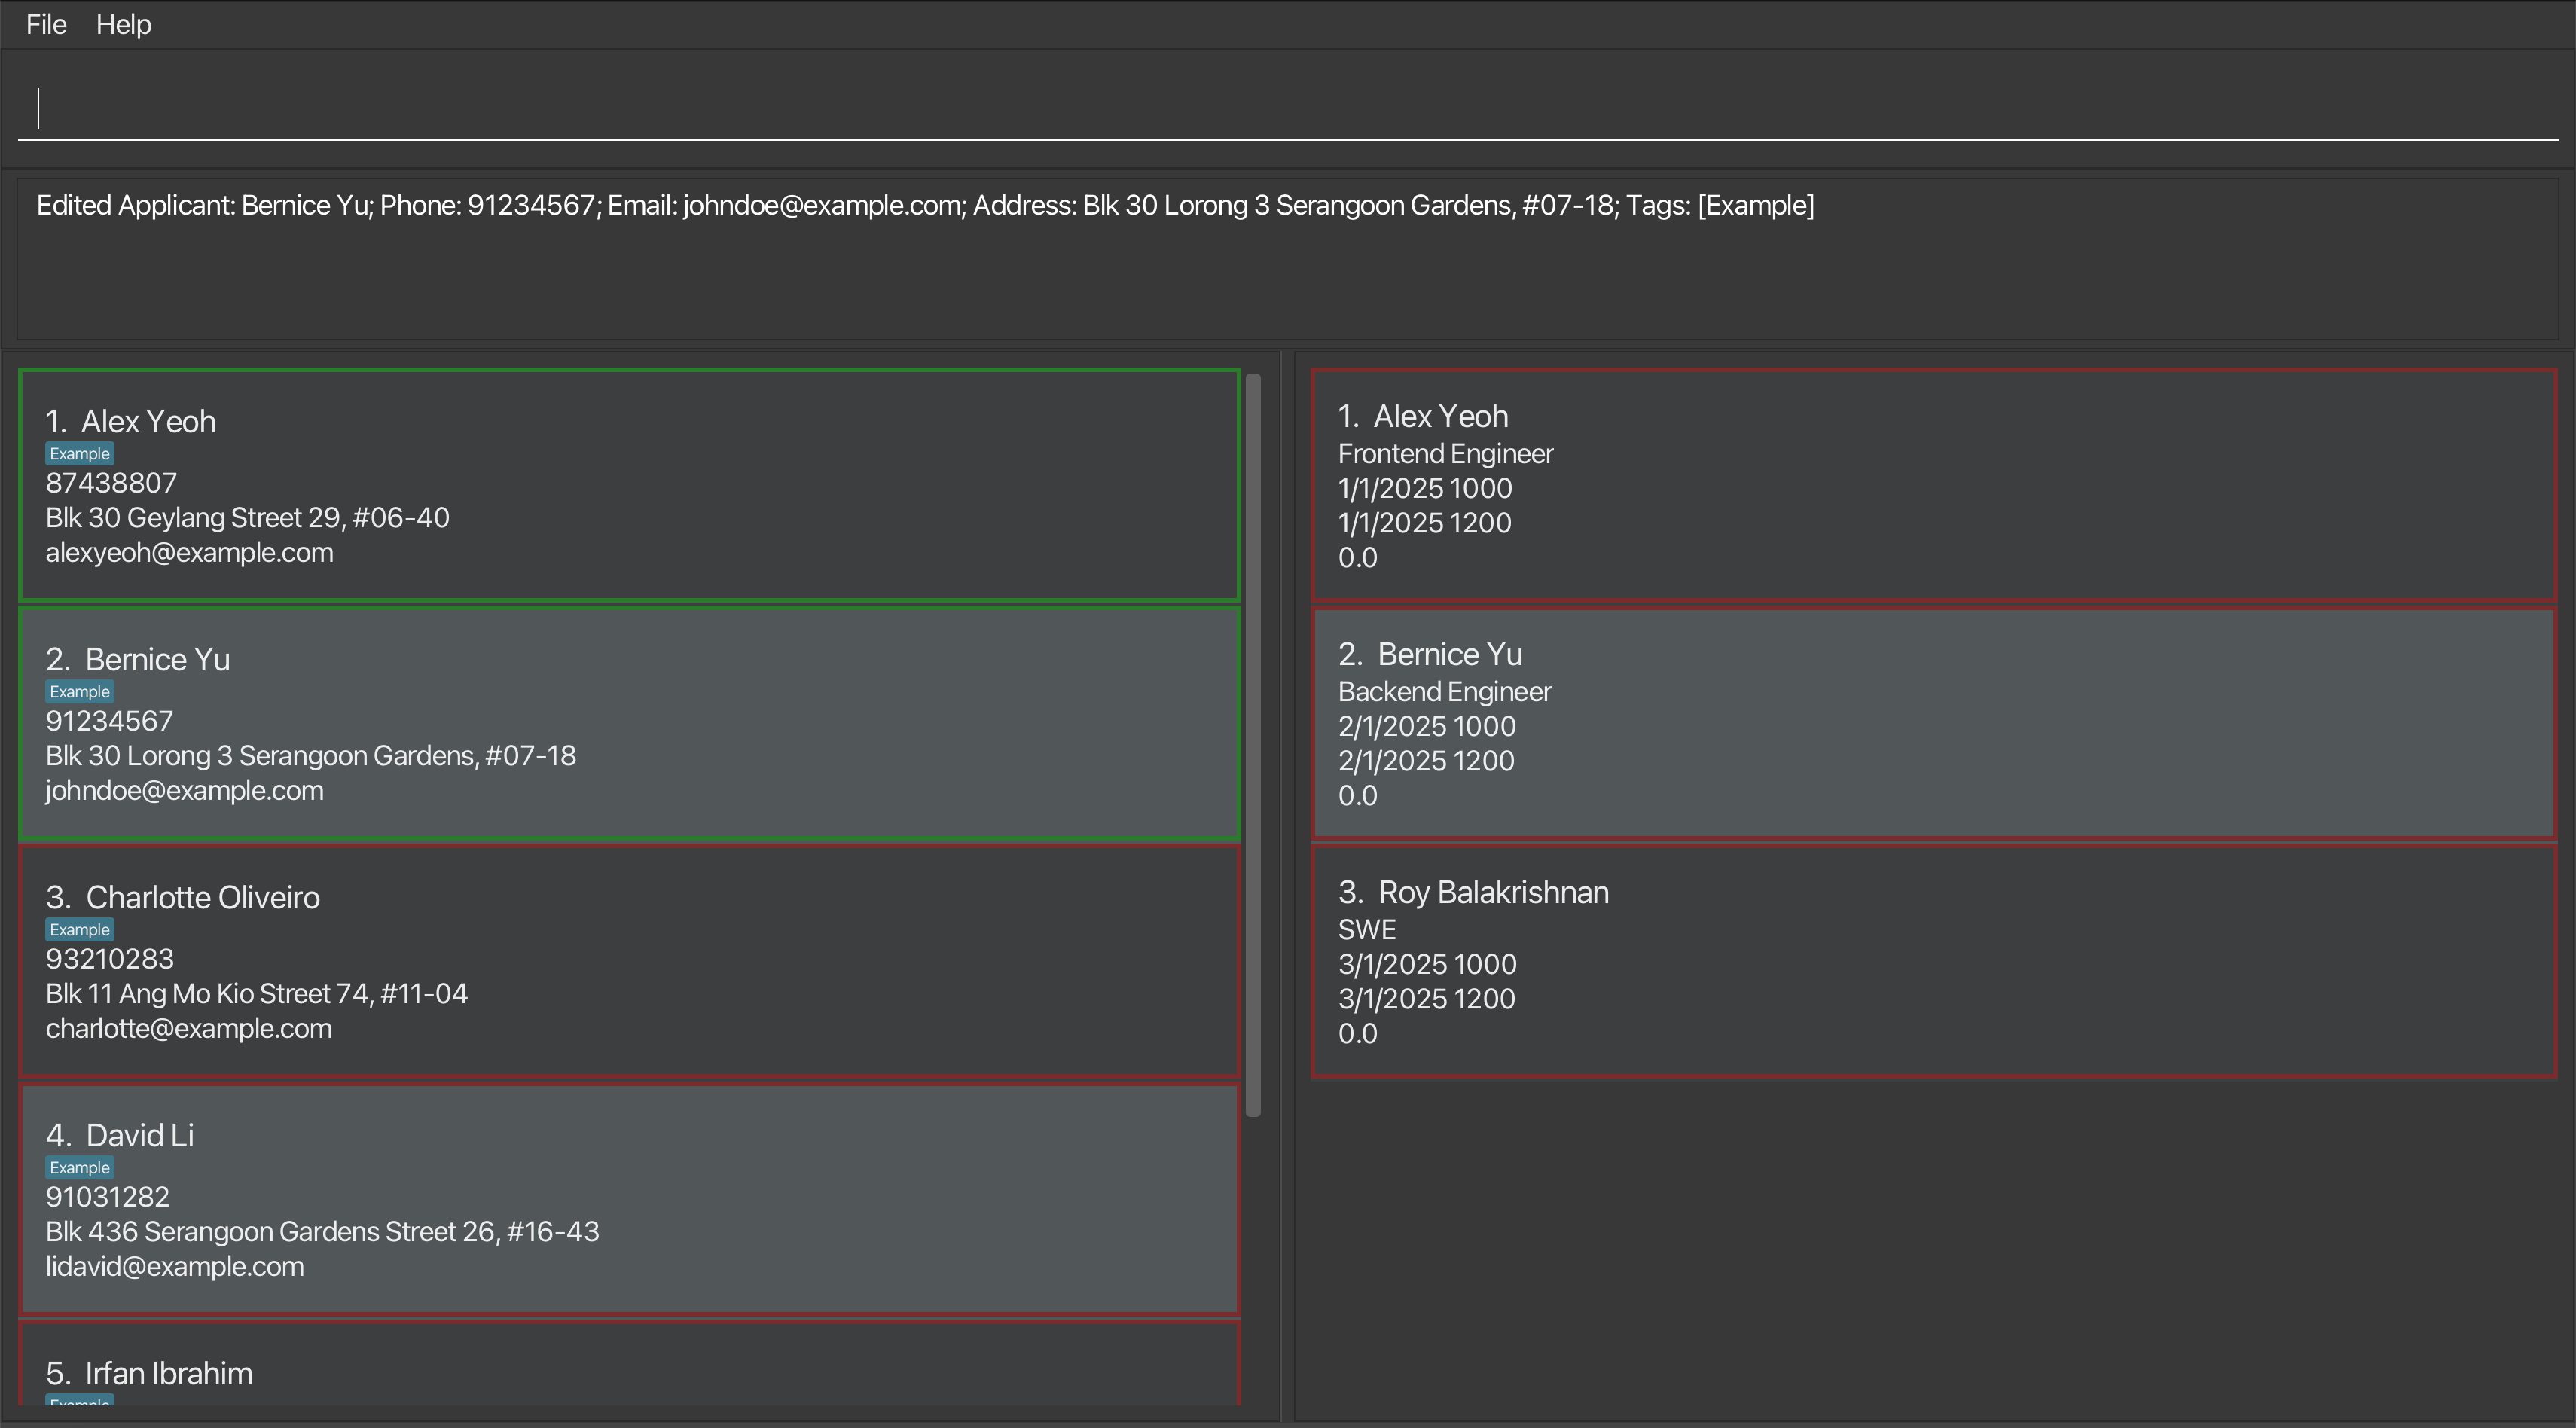 File Help
Edited Applicant: Bernice Yu; Phone: 91234567; Email: johndoe@example.com; Address: Blk 30 Lorong 3 Serangoon Gardens, #07-18; Tags: [Example]
1. Alex Yeoh
Example
87438807
Blk 30 Geylang Street 29, #06-40
alexyeoh@example.com
2. Bernice Yu
Example
91234567
Blk 30 Lorong 3 Serangoon Gardens, #07-18
johndoe@example.com
3. Charlotte Oliveiro
Example
93210283
Blk 11 Ang Mo Kio Street 74, #11-04
charlotte@example.com
4. David Li
Example
91031282
Blk 436 Serangoon Gardens Street 26, #16-43
lidavid@example.com
5. Irfan Ibrahim
Example
1. Alex Yeoh
Frontend Engineer
1/1/2025 1000
1/1/2025 1200
0.0
2. Bernice Yu
Backend Engineer
2/1/2025 1000
2/1/2025 1200
0.0
3. Roy Balakrishnan
SWE
3/1/2025 1000
3/1/2025 1200
0.0